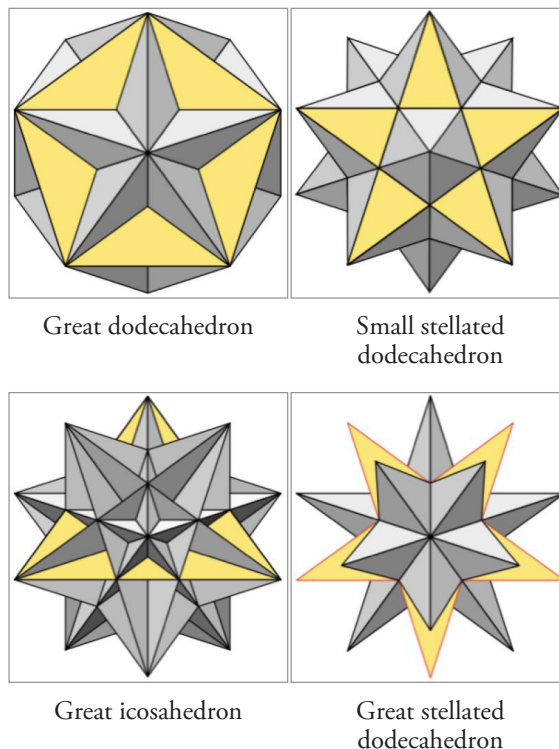 Great dodecahedron
Small stellated
dodecahedron
Great icosahedron
Great stellated
dodecahedron